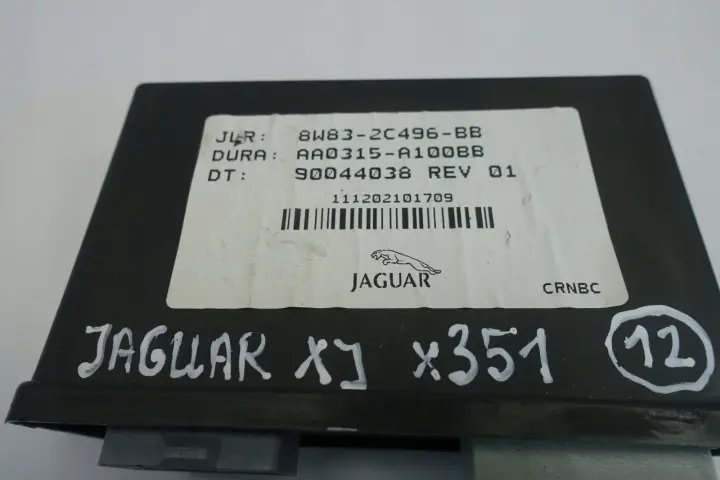 JLR: 8W83-2C496-BB
DURA: AA0315-A100BB
DT: 90044038 REV 01
111202101709
JAGUAR
CRNBC
JAGUAR XJ x351 12